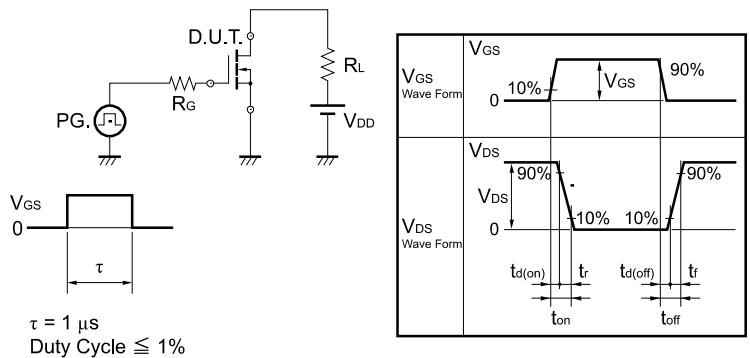 D.U.T.
RL
RG
PG.
VDD
VGS
0
τ
τ = 1 μs
Duty Cycle ≦ 1%
VGS
Wave Form
VGS
10%
VGS
90%
0
VDS
Wave Form
VDS
90%
VDS
10%
10%
90%
0
td(on)
tr
td(off)
tf
ton
toff